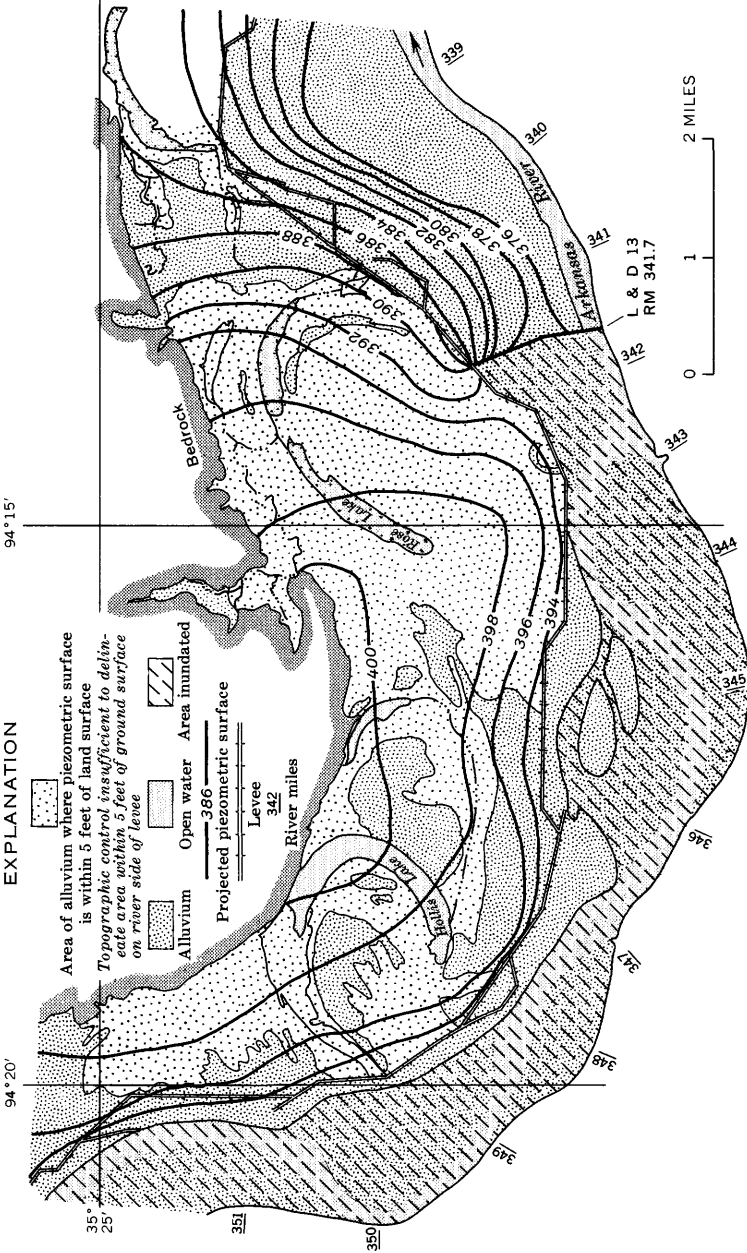 EXPLANATION
Area of alluvium where piezometric surface
is within 5 feet of land surface
Topographic control insufficient to delin-
eate area within 5 feet of ground surface
on river side of levee
Alluvium
Open water
Area inundated
386
Projected piezometric surface
Levee
342
River miles
94°20′
94°15′
35°
25′
Bedrock
Hollis Lake
Rose Lake
400
398
396
394
392
390
388
386
384
382
380
378
376
Arkansas River
L & D 13
RM 341.7
351
350
349
348
347
346
345
344
343
342
341
340
339
0
1
2 MILES